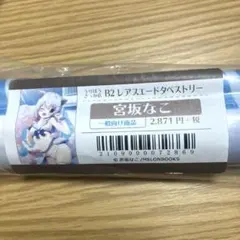 B2 レアスエードタペストリー
宮坂なこ
一般向け商品
2,871円+税
2109000072869
© 宮坂なこ/MELONBOOKS